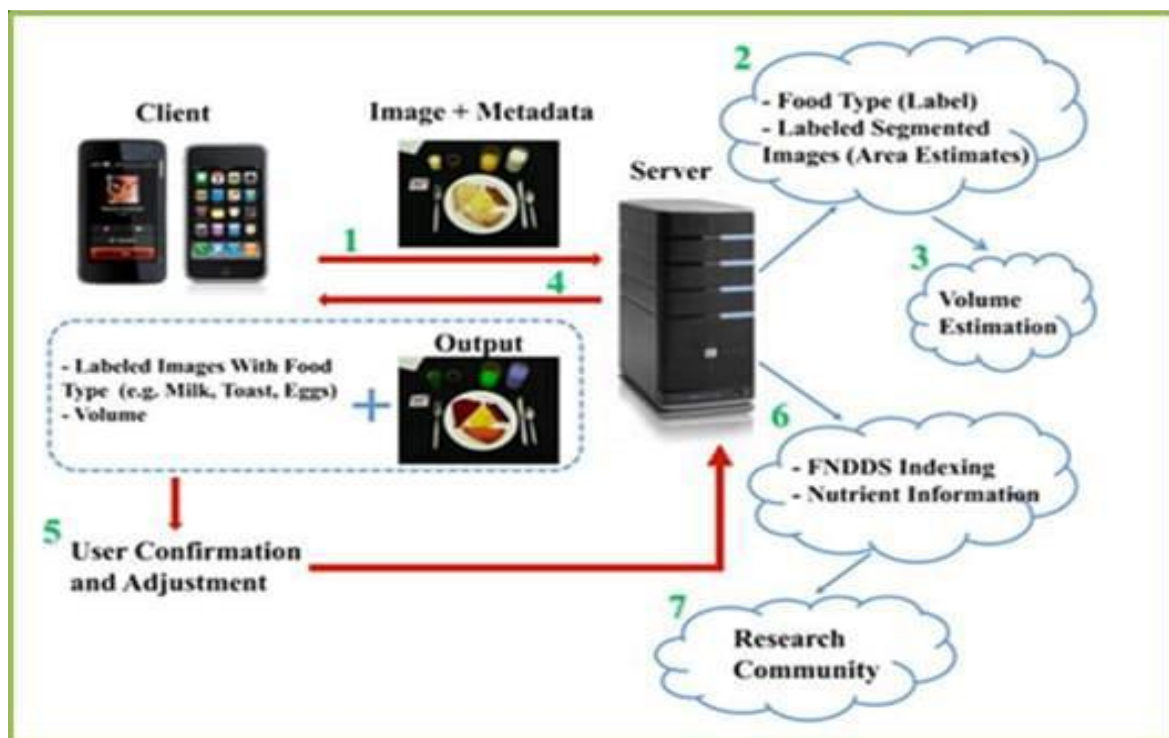 Client
Image + Metadata
1
4
Server
2
- Food Type (Label)
- Labeled Segmented
Images (Area Estimates)
3
Volume
Estimation
Output
- Labeled Images With Food
Type (e.g. Milk, Toast, Eggs)
- Volume
+
5
User Confirmation
and Adjustment
6
- FNDDS Indexing
- Nutrient Information
7
Research
Community